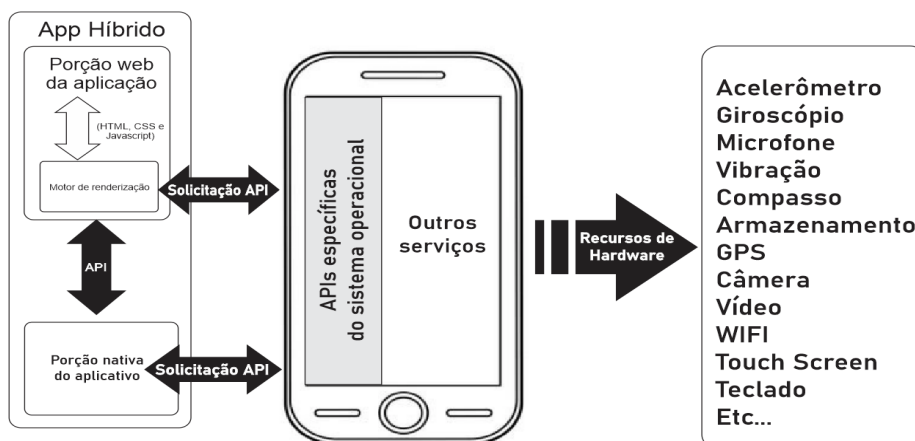 App Híbrido
Porção web
da aplicação
(HTML, CSS e
Javascript)
Motor de renderização
API
Porção nativa
do aplicativo
Solicitação API
Solicitação API
APIs específicas
do sistema operacional
Outros
serviços
Recursos de
Hardware
Acelerômetro
Giroscópio
Microfone
Vibração
Compasso
Armazenamento
GPS
Câmera
Vídeo
WIFI
Touch Screen
Teclado
Etc...